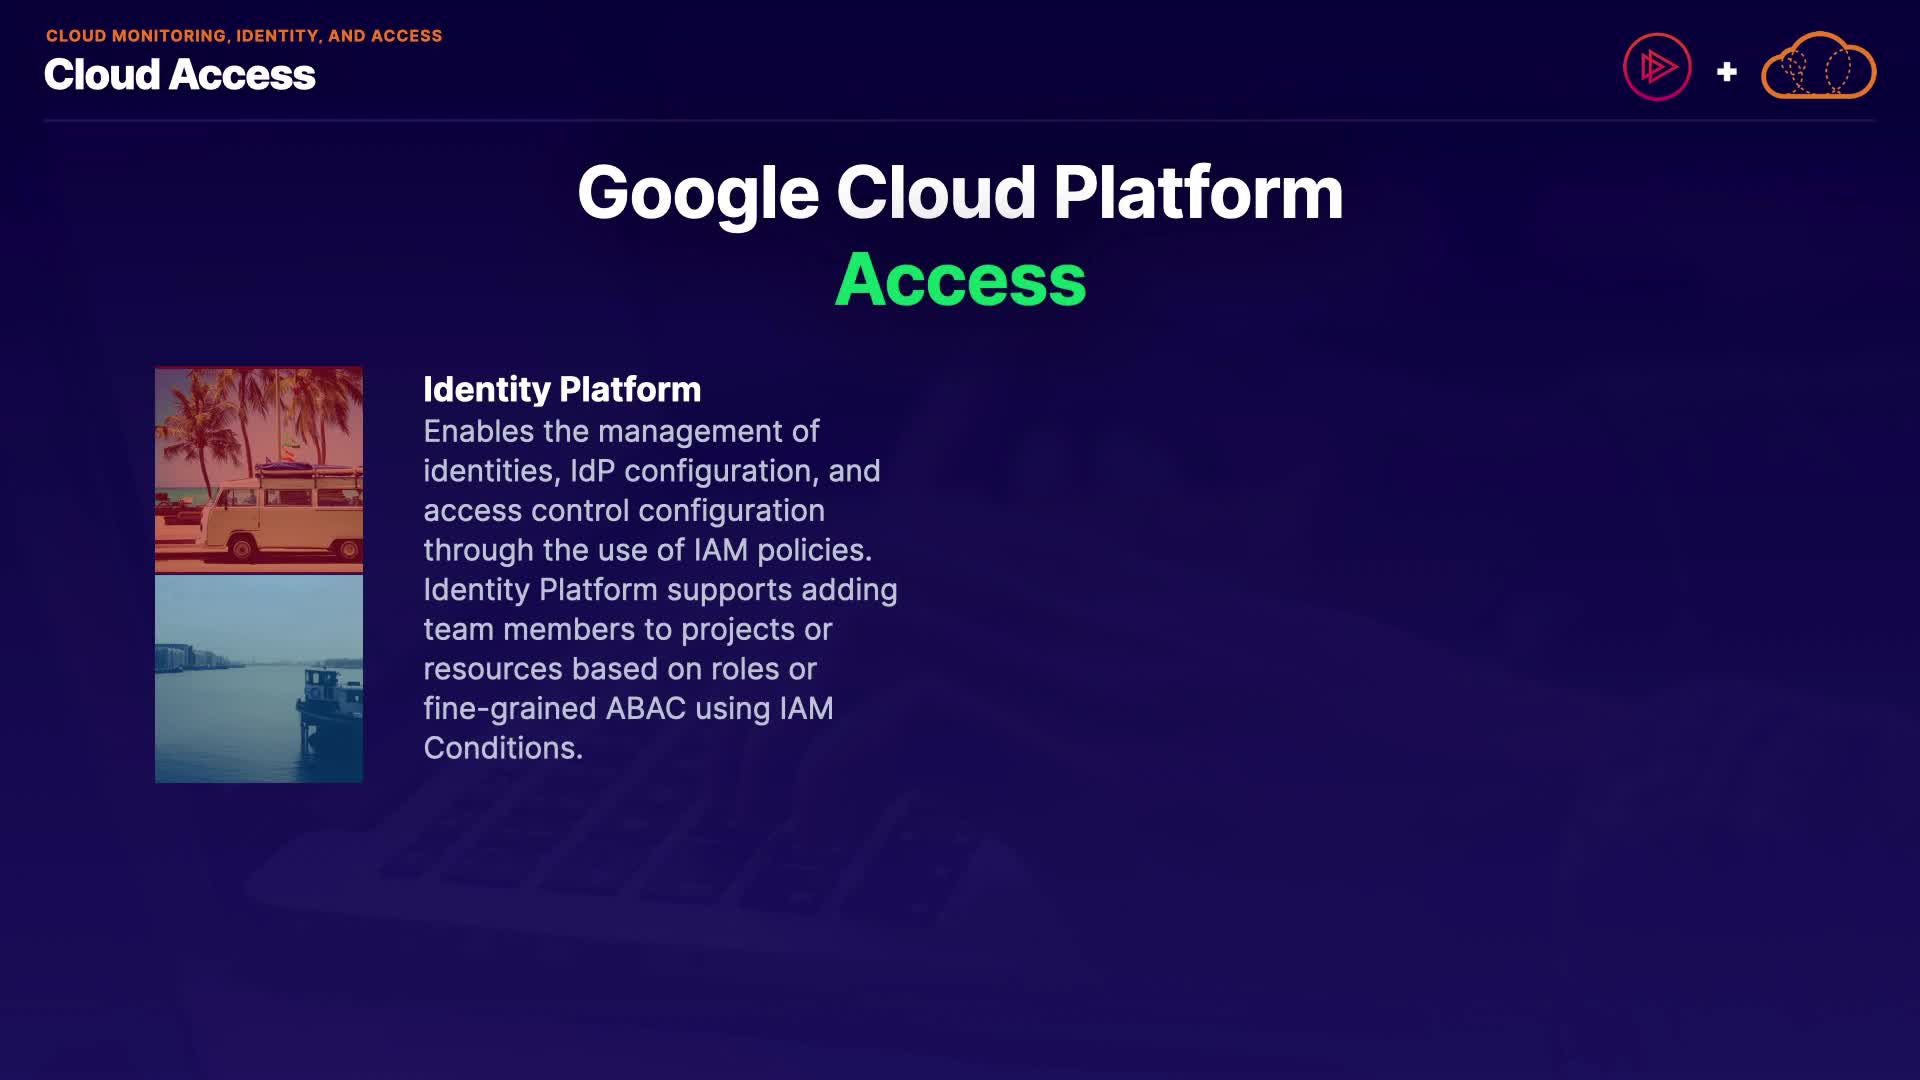 CLOUD MONITORING, IDENTITY, AND ACCESS
Cloud Access
Google Cloud Platform
Access
Identity Platform
Enables the management of
identities, IdP configuration, and
access control configuration
through the use of IAM policies.
Identity Platform supports adding
team members to projects or
resources based on roles or
fine-grained ABAC using IAM
Conditions.